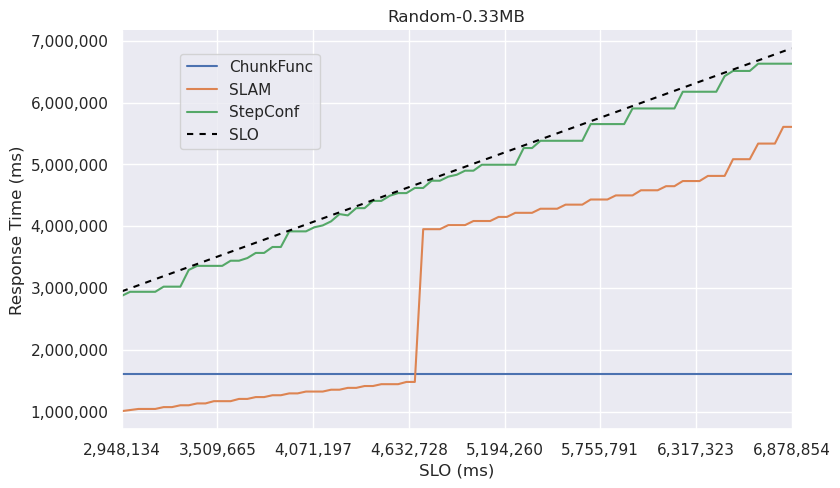 Random-0.33MB
7,000,000
6,000,000
5,000,000
4,000,000
3,000,000
2,000,000
1,000,000
Response Time (ms)
ChunkFunc
SLAM
StepConf
SLO
2,948,134 3,509,665 4,071,197 4,632,728 5,194,260 5,755,791 6,317,323 6,878,854
SLO (ms)